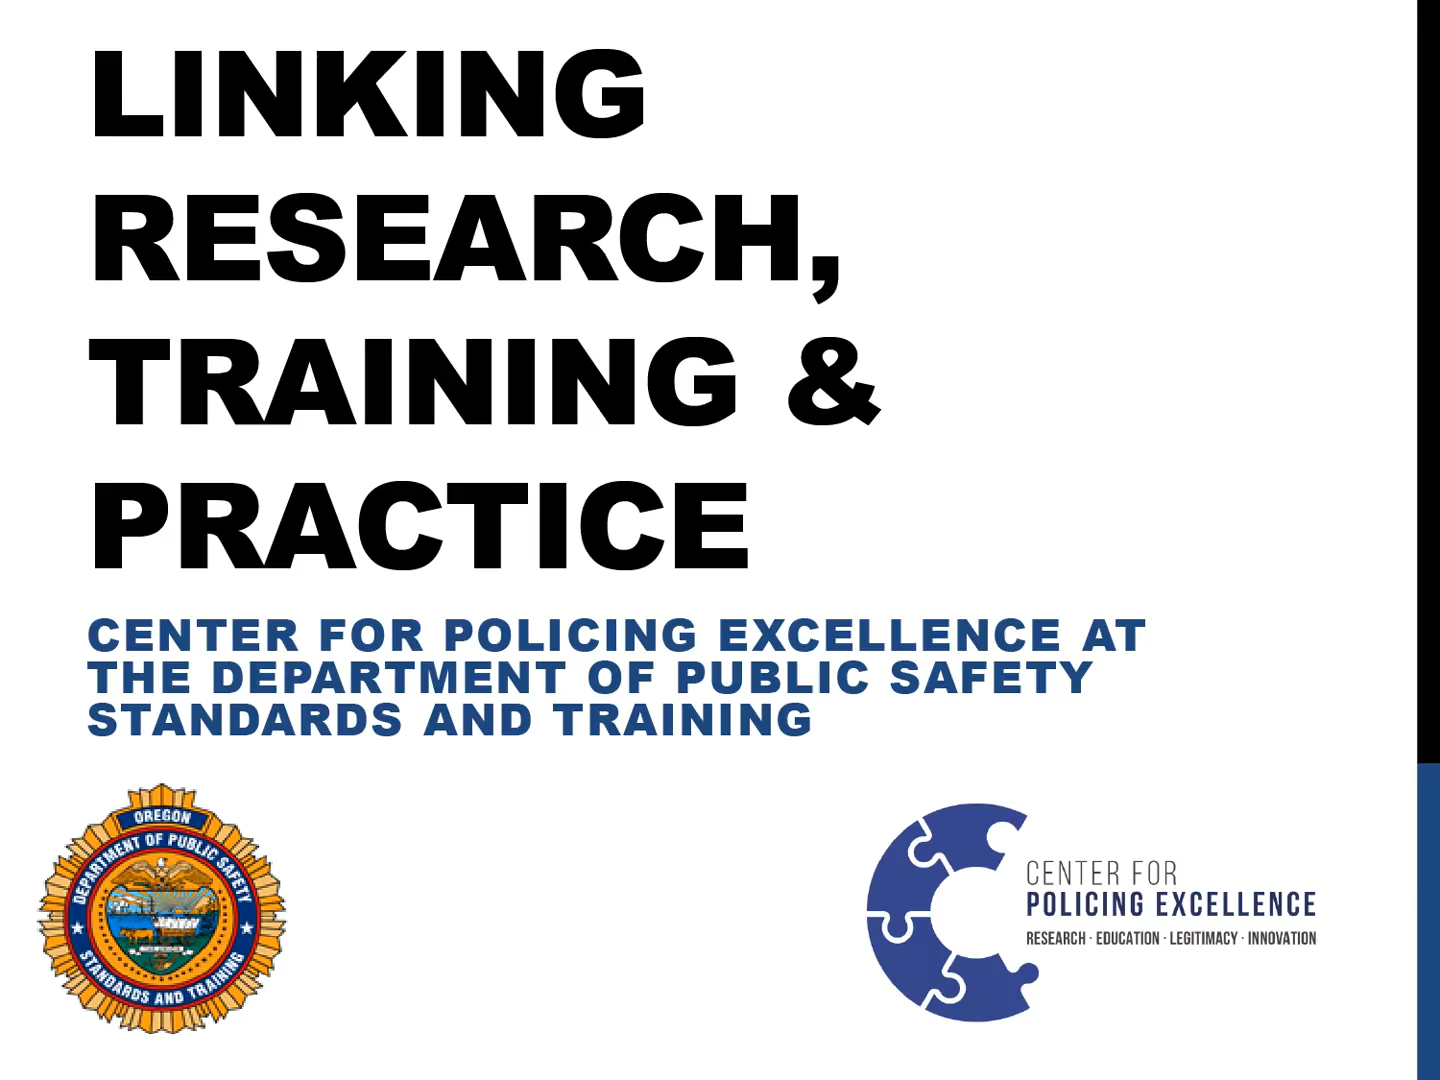 LINKING
RESEARCH,
TRAINING &
PRACTICE
CENTER FOR POLICING EXCELLENCE AT
THE DEPARTMENT OF PUBLIC SAFETY
STANDARDS AND TRAINING
OREGON
DEPARTMENT OF PUBLIC SAFETY
STANDARDS AND TRAINING
CENTER FOR
POLICING EXCELLENCE
RESEARCH · EDUCATION · LEGITIMACY · INNOVATION